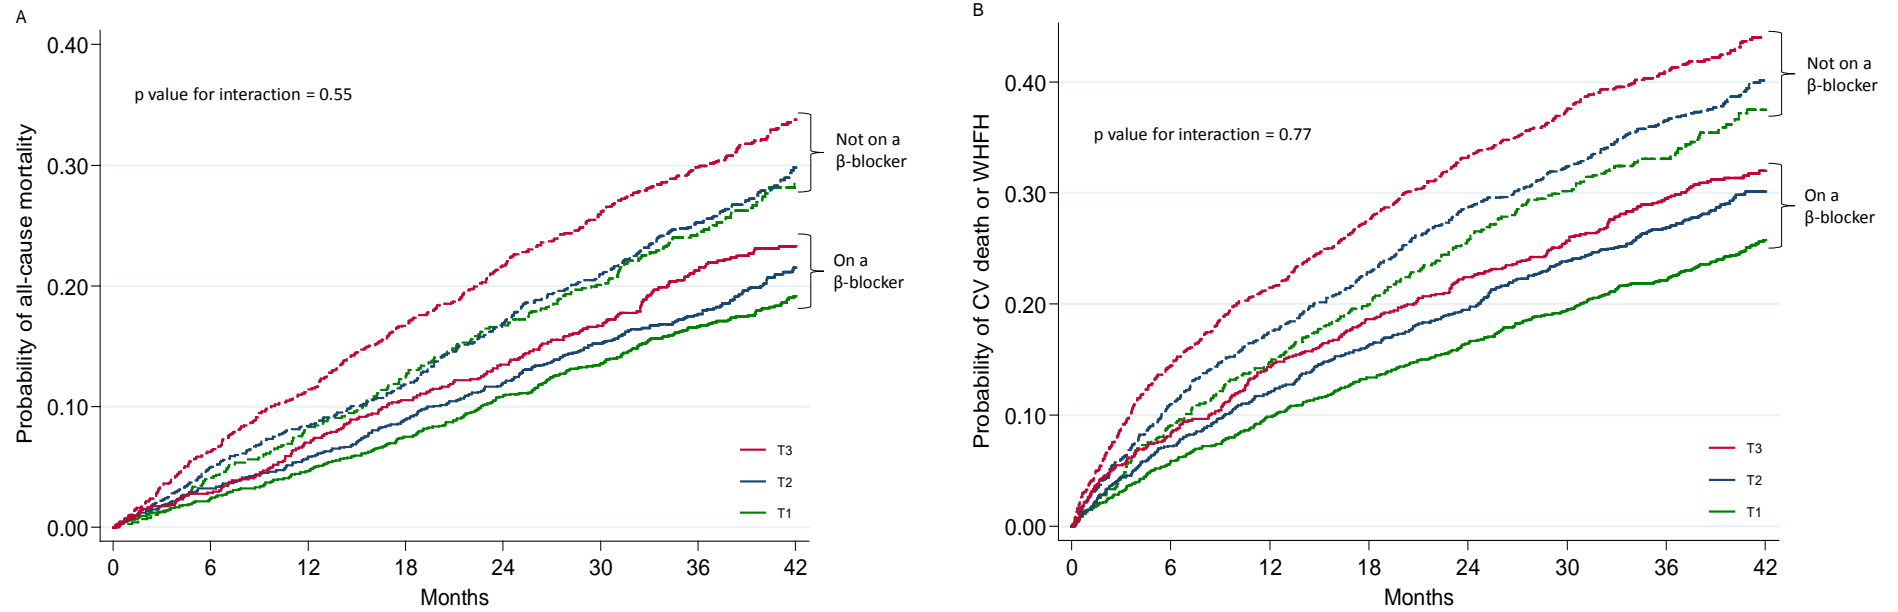 A
Probability of all-cause mortality
0.40
0.30
0.20
0.10
0.00
p value for interaction = 0.55
Not on a
β-blocker
On a
β-blocker
T3
T2
T1
0 6 12 18 24 30 36 42
Months
B
Probability of CV death or WHFH
0.40
0.30
0.20
0.10
0.00
p value for interaction = 0.77
Not on a
β-blocker
On a
β-blocker
T3
T2
T1
0 6 12 18 24 30 36 42
Months